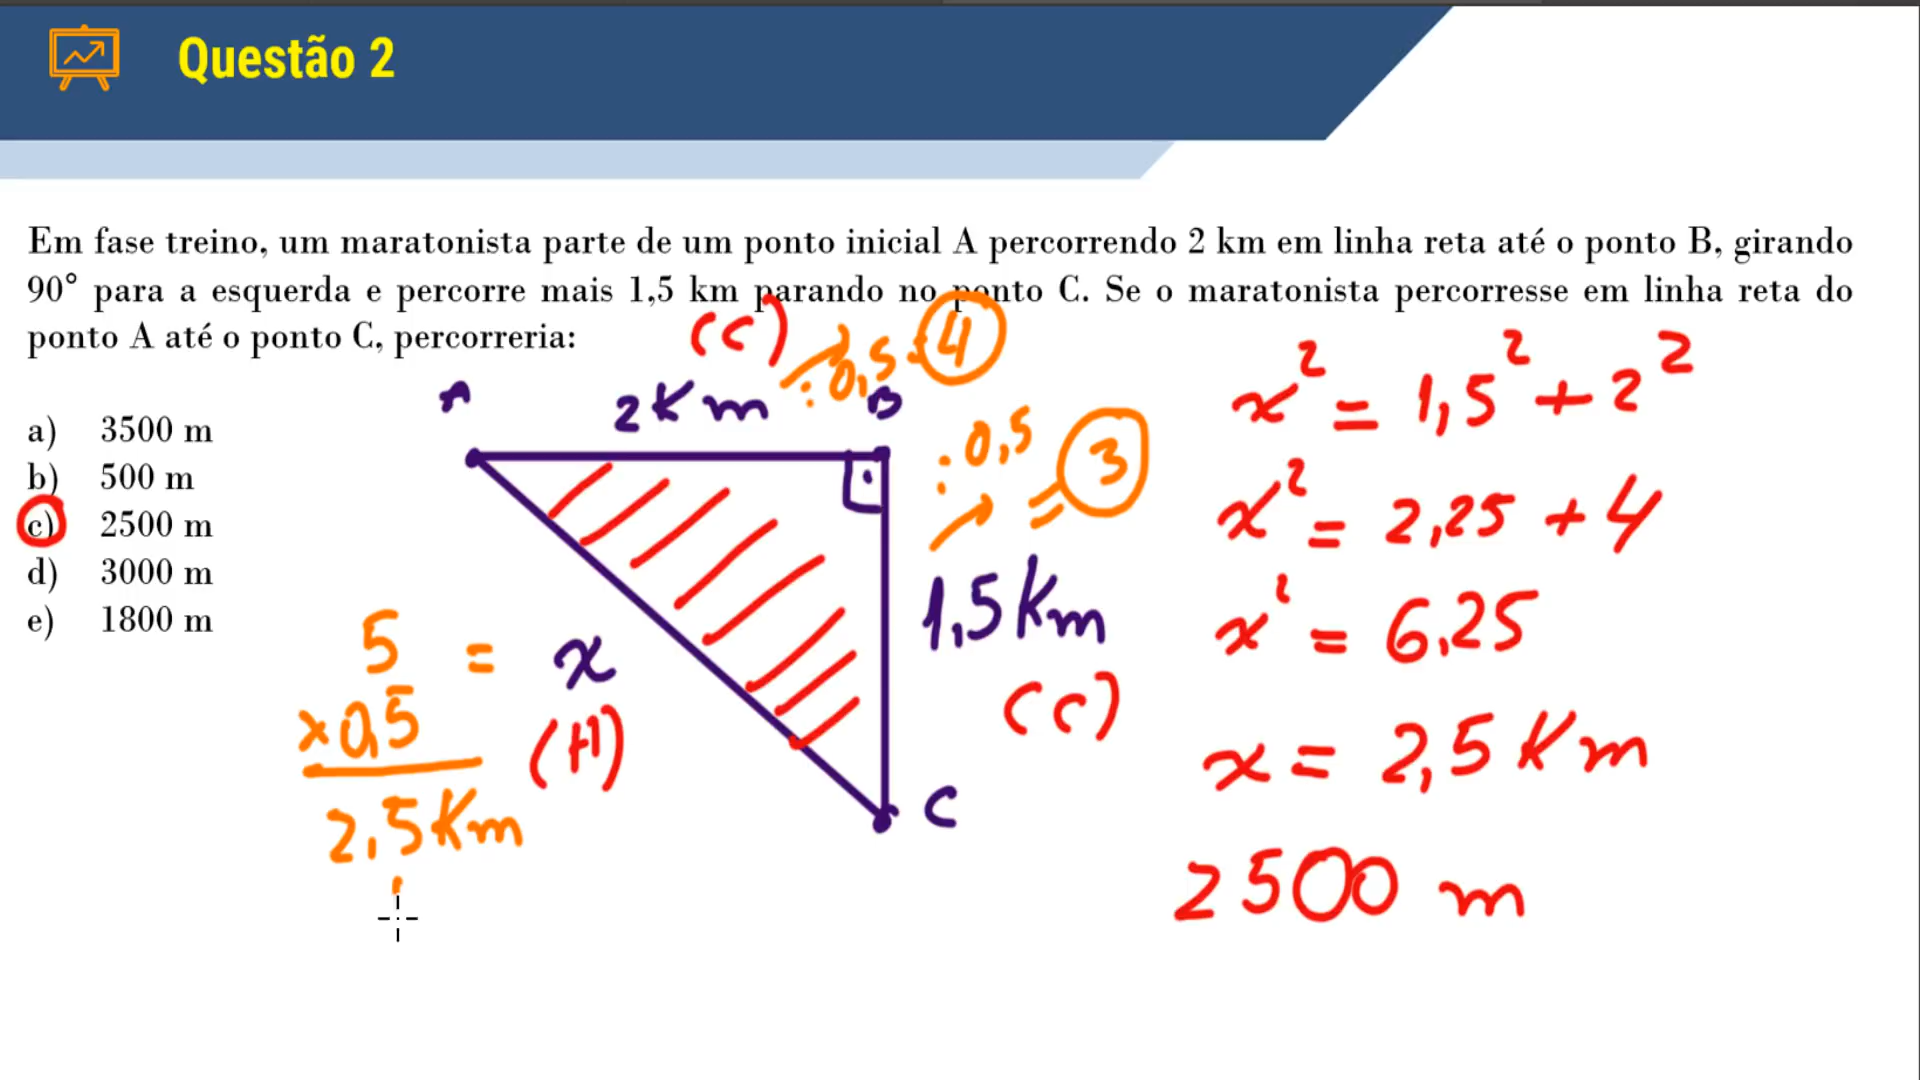 Questão 2
Em fase treino, um maratonista parte de um ponto inicial A percorrendo 2 km em linha reta até o ponto B, girando
90° para a esquerda e percorre mais 1,5 km parando no ponto C. Se o maratonista percorresse em linha reta do
ponto A até o ponto C, percorreria:
a) 3500 m
b) 500 m
c) 2500 m
d) 3000 m
e) 1800 m
(c)
: 0,5 = 4
A
2Km
B
: 0,5
= 3
1,5Km
(c)
5 = x
x 0,5
(H)
2,5Km
C
x² = 1,5² + 2²
x² = 2,25 + 4
x² = 6,25
x = 2,5 Km
2500 m